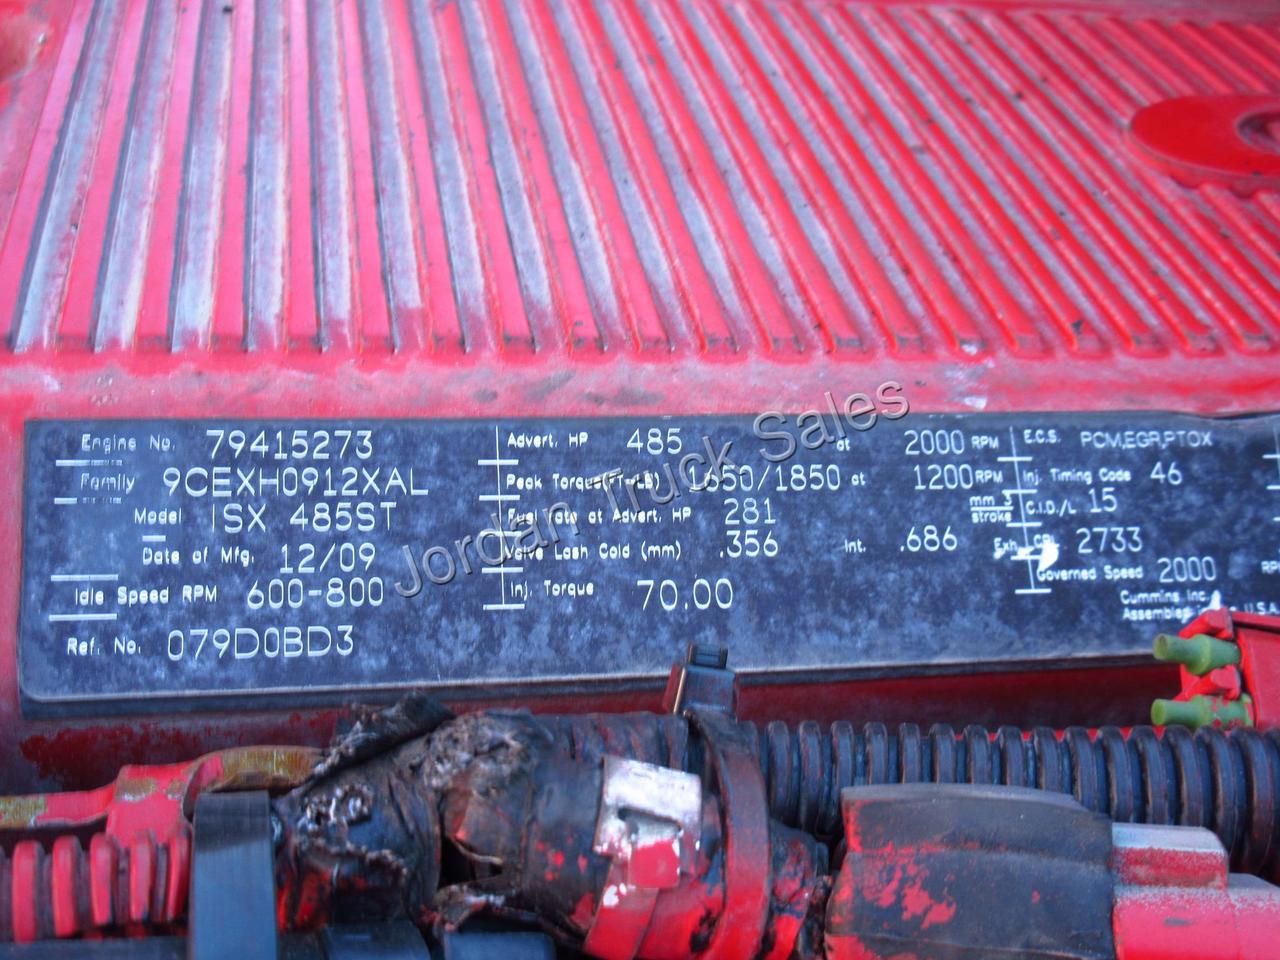 Engine No. 79415273
Family 9CEXH0912XAL
Model ISX 485ST
Date of Mfg. 12/09
Idle Speed RPM 600-800
Ref. No. 079D0BD3
Advert. HP 485 at 2000 RPM
Peak Torque(FT-LB) 1650/1850 at 1200 RPM
Fuel rate at Advert. HP 281 mm 3 stroke
Valve Lash Cold (mm) .356 Int. .686 Exh.
Inj. Torque 70.00
E.C.S. PCM,EGR,PTOX
Inj. Timing Code 46
C.I.D./L 15
CPL 2733
Governed Speed 2000
Cummins Inc.
U.S.A
Jordan Truck Sales